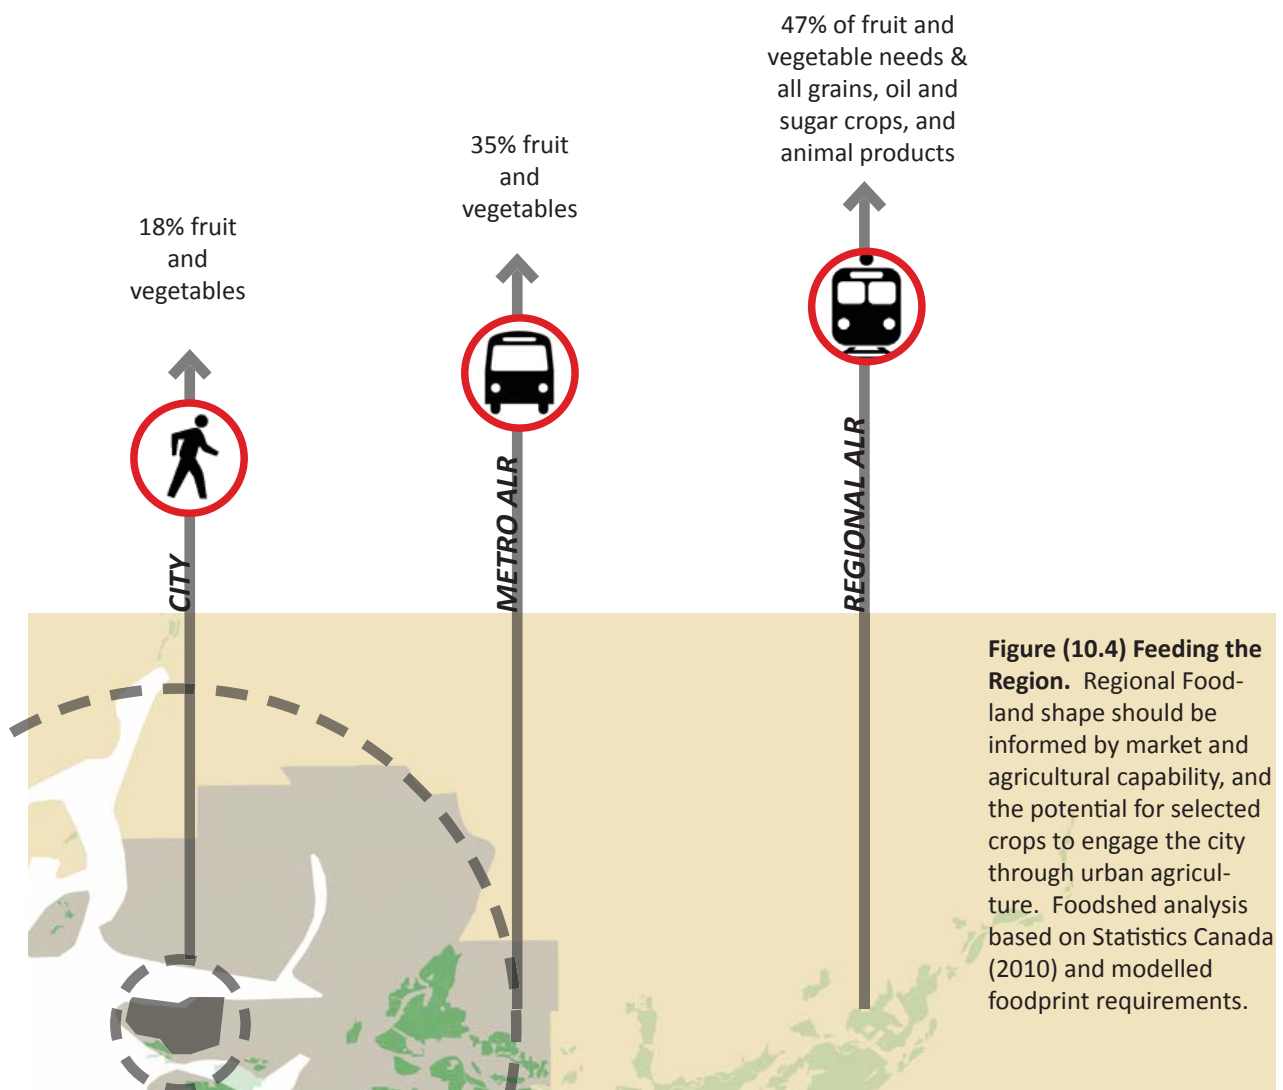 47% of fruit and
vegetable needs &
all grains, oil and
sugar crops, and
animal products
35% fruit
and
vegetables
18% fruit
and
vegetables
CITY
METRO ALR
REGIONAL ALR
Figure (10.4) Feeding the
Region. Regional Food-
land shape should be
informed by market and
agricultural capability, and
the potential for selected
crops to engage the city
through urban agricul-
ture. Foodshed analysis
based on Statistics Canada
(2010) and modelled
foodprint requirements.